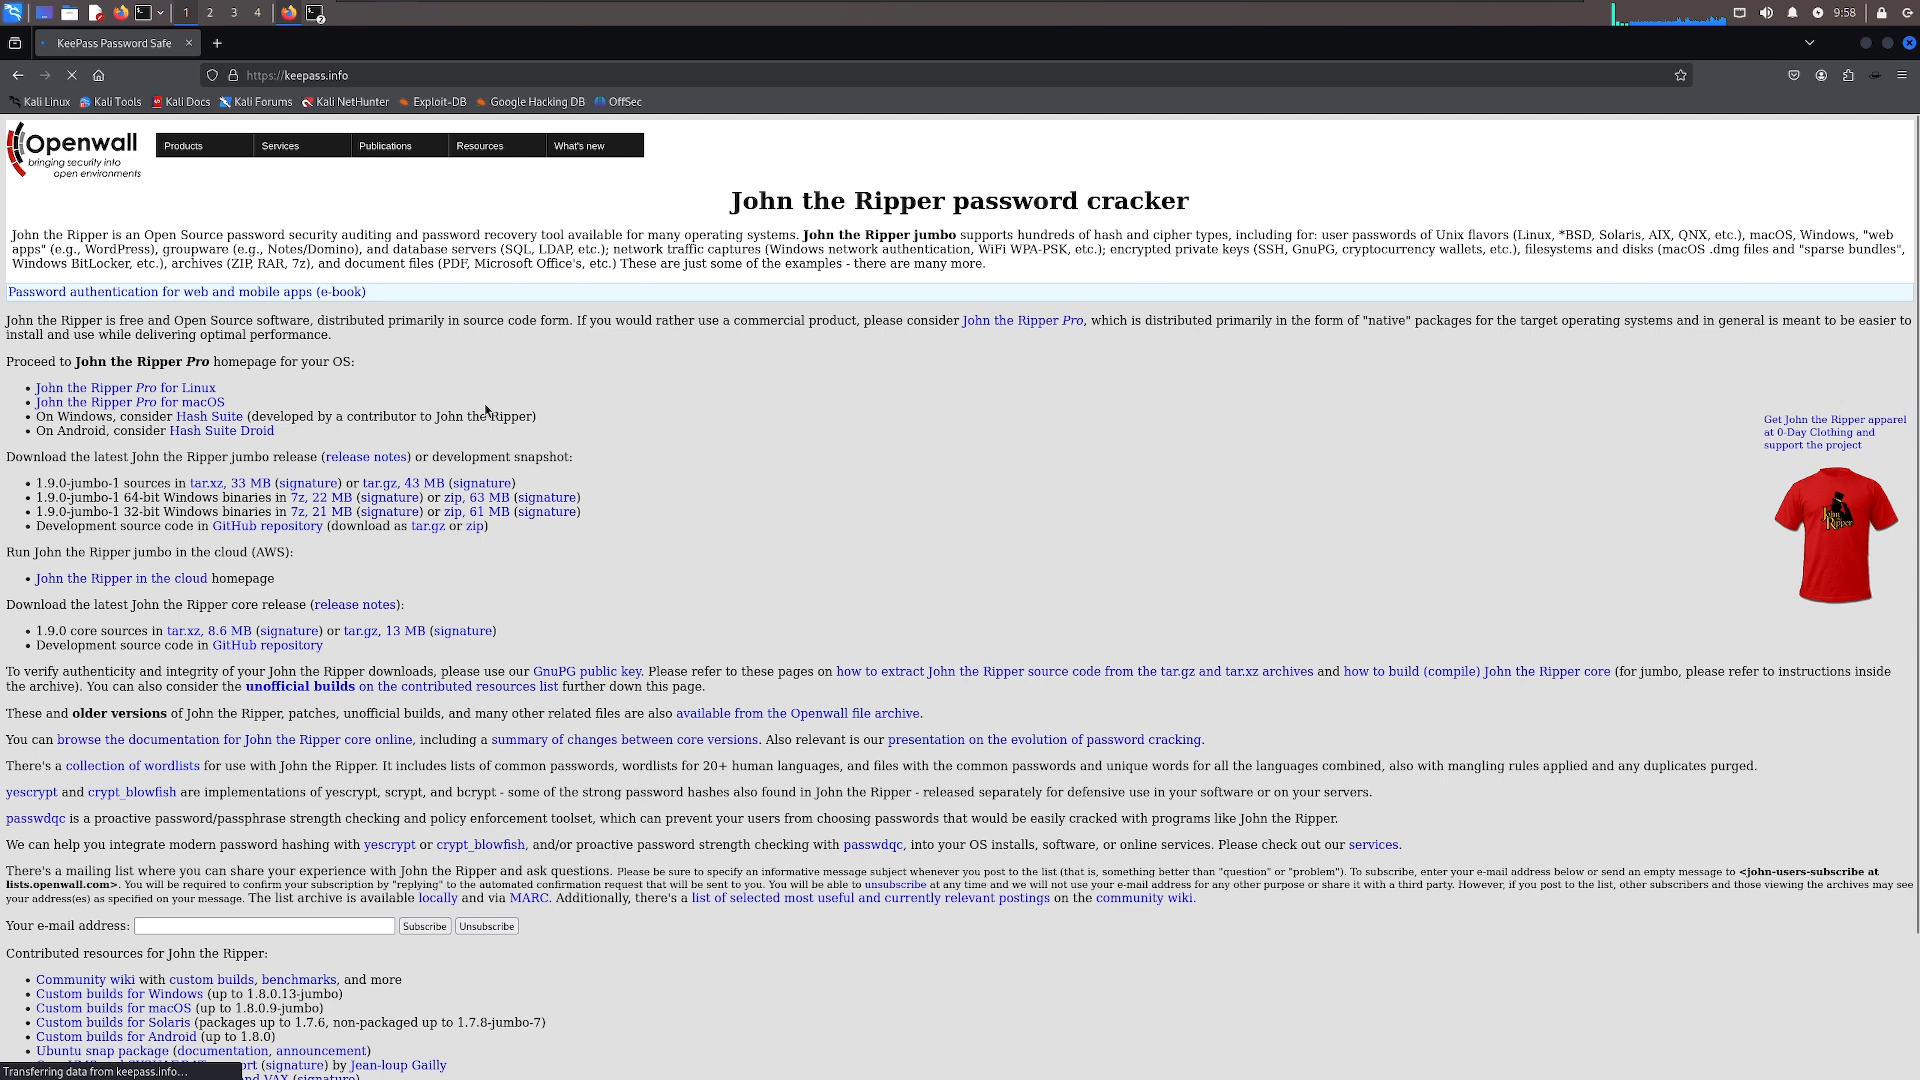 1
2
3
4
2
9:58
KeePass Password Safe
https://keepass.info
Kali Linux
Kali Tools
Kali Docs
Kali Forums
Kali NetHunter
Exploit-DB
Google Hacking DB
OffSec
Openwall
bringing security into
open environments
Products
Services
Publications
Resources
What's new
John the Ripper password cracker
John the Ripper is an Open Source password security auditing and password recovery tool available for many operating systems. John the Ripper jumbo supports hundreds of hash and cipher types, including for: user passwords of Unix flavors (Linux, *BSD, Solaris, AIX, QNX, etc.), macOS, Windows, "web
apps" (e.g., WordPress), groupware (e.g., Notes/Domino), and database servers (SQL, LDAP, etc.); network traffic captures (Windows network authentication, WiFi WPA-PSK, etc.); encrypted private keys (SSH, GnuPG, cryptocurrency wallets, etc.), filesystems and disks (macOS .dmg files and "sparse bundles",
Windows BitLocker, etc.), archives (ZIP, RAR, 7z), and document files (PDF, Microsoft Office's, etc.) These are just some of the examples - there are many more.
Password authentication for web and mobile apps (e-book)
John the Ripper is free and Open Source software, distributed primarily in source code form. If you would rather use a commercial product, please consider John the Ripper Pro, which is distributed primarily in the form of "native" packages for the target operating systems and in general is meant to be easier to
install and use while delivering optimal performance.
Proceed to John the Ripper Pro homepage for your OS:
• John the Ripper Pro for Linux
• John the Ripper Pro for macOS
• On Windows, consider Hash Suite (developed by a contributor to John the Ripper)
• On Android, consider Hash Suite Droid
Get John the Ripper apparel
at 0-Day Clothing and
support the project
John the Ripper
Download the latest John the Ripper jumbo release (release notes) or development snapshot:
• 1.9.0-jumbo-1 sources in tar.xz, 33 MB (signature) or tar.gz, 43 MB (signature)
• 1.9.0-jumbo-1 64-bit Windows binaries in 7z, 22 MB (signature) or zip, 63 MB (signature)
• 1.9.0-jumbo-1 32-bit Windows binaries in 7z, 21 MB (signature) or zip, 61 MB (signature)
• Development source code in GitHub repository (download as tar.gz or zip)
Run John the Ripper jumbo in the cloud (AWS):
• John the Ripper in the cloud homepage
Download the latest John the Ripper core release (release notes):
• 1.9.0 core sources in tar.xz, 8.6 MB (signature) or tar.gz, 13 MB (signature)
• Development source code in GitHub repository
To verify authenticity and integrity of your John the Ripper downloads, please use our GnuPG public key. Please refer to these pages on how to extract John the Ripper source code from the tar.gz and tar.xz archives and how to build (compile) John the Ripper core (for jumbo, please refer to instructions inside
the archive). You can also consider the unofficial builds on the contributed resources list further down this page.
These and older versions of John the Ripper, patches, unofficial builds, and many other related files are also available from the Openwall file archive.
You can browse the documentation for John the Ripper core online, including a summary of changes between core versions. Also relevant is our presentation on the evolution of password cracking.
There's a collection of wordlists for use with John the Ripper. It includes lists of common passwords, wordlists for 20+ human languages, and files with the common passwords and unique words for all the languages combined, also with mangling rules applied and any duplicates purged.
yescrypt and crypt_blowfish are implementations of yescrypt, scrypt, and bcrypt - some of the strong password hashes also found in John the Ripper - released separately for defensive use in your software or on your servers.
passwdqc is a proactive password/passphrase strength checking and policy enforcement toolset, which can prevent your users from choosing passwords that would be easily cracked with programs like John the Ripper.
We can help you integrate modern password hashing with yescrypt or crypt_blowfish, and/or proactive password strength checking with passwdqc, into your OS installs, software, or online services. Please check out our services.
There's a mailing list where you can share your experience with John the Ripper and ask questions. Please be sure to specify an informative message subject whenever you post to the list (that is, something better than "question" or "problem"). To subscribe, enter your e-mail address below or send an empty message to <john-users-subscribe at
lists.openwall.com>. You will be required to confirm your subscription by "replying" to the automated confirmation request that will be sent to you. You will be able to unsubscribe at any time and we will not use your e-mail address for any other purpose or share it with a third party. However, if you post to the list, other subscribers and those viewing the archives may see
your address(es) as specified on your message. The list archive is available locally and via MARC. Additionally, there's a list of selected most useful and currently relevant postings on the community wiki.
Your e-mail address:
Subscribe
Unsubscribe
Contributed resources for John the Ripper:
• Community wiki with custom builds, benchmarks, and more
• Custom builds for Windows (up to 1.8.0.13-jumbo)
• Custom builds for macOS (up to 1.8.0.9-jumbo)
• Custom builds for Solaris (packages up to 1.7.6, non-packaged up to 1.7.8-jumbo-7)
• Custom builds for Android (up to 1.8.0)
• Ubuntu snap package (documentation, announcement)
(signature) by Jean-loup Gailly
Transferring data from keepass.info…
and VAX (signature)